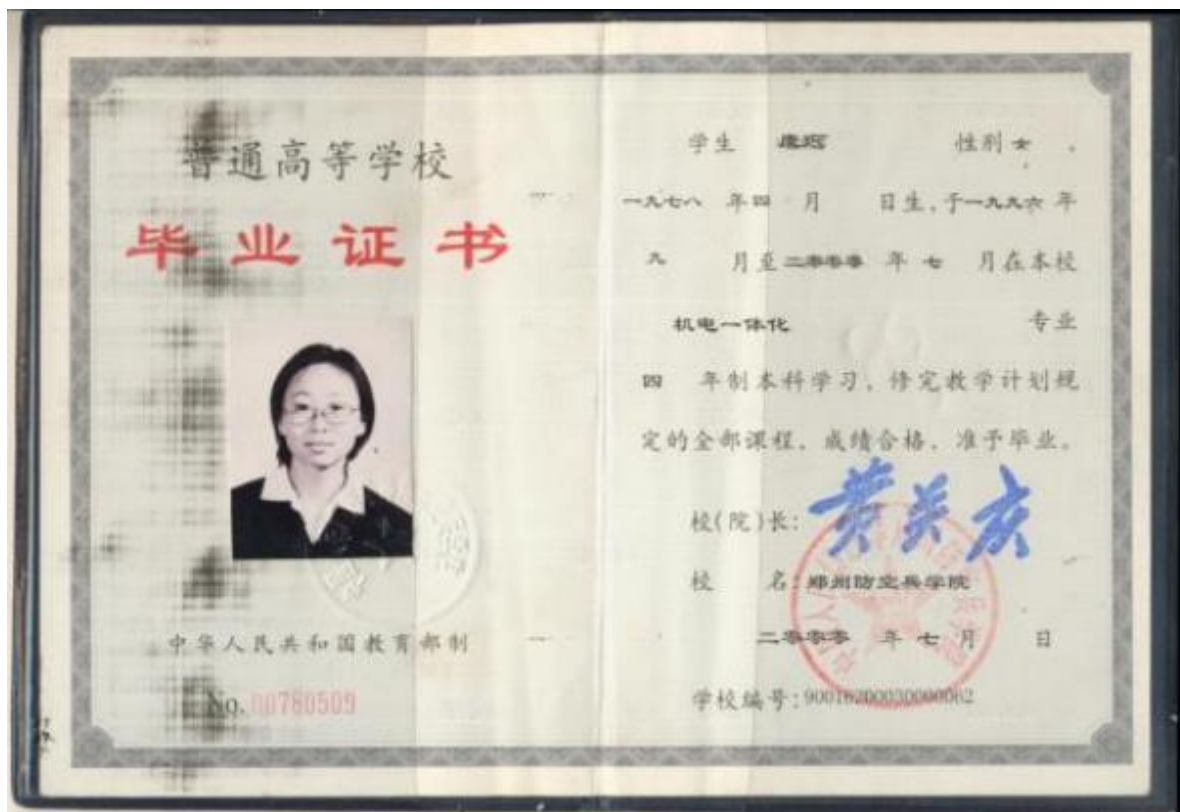 普通高等学校
毕业证书
中华人民共和国教育部制
No. 00760509
学生 性别 女 ，
一九七八 年 四 月 日生，于 一九九六 年
九 月至 二零零零 年 七 月在本校
机电一体化 专业
四 年制本科学习，修完教学计划规
定的全部课程，成绩合格，准予毕业。
校(院)长：
校 名：郑州防空兵学院
二零零零 年 七 月 日
学校编号：